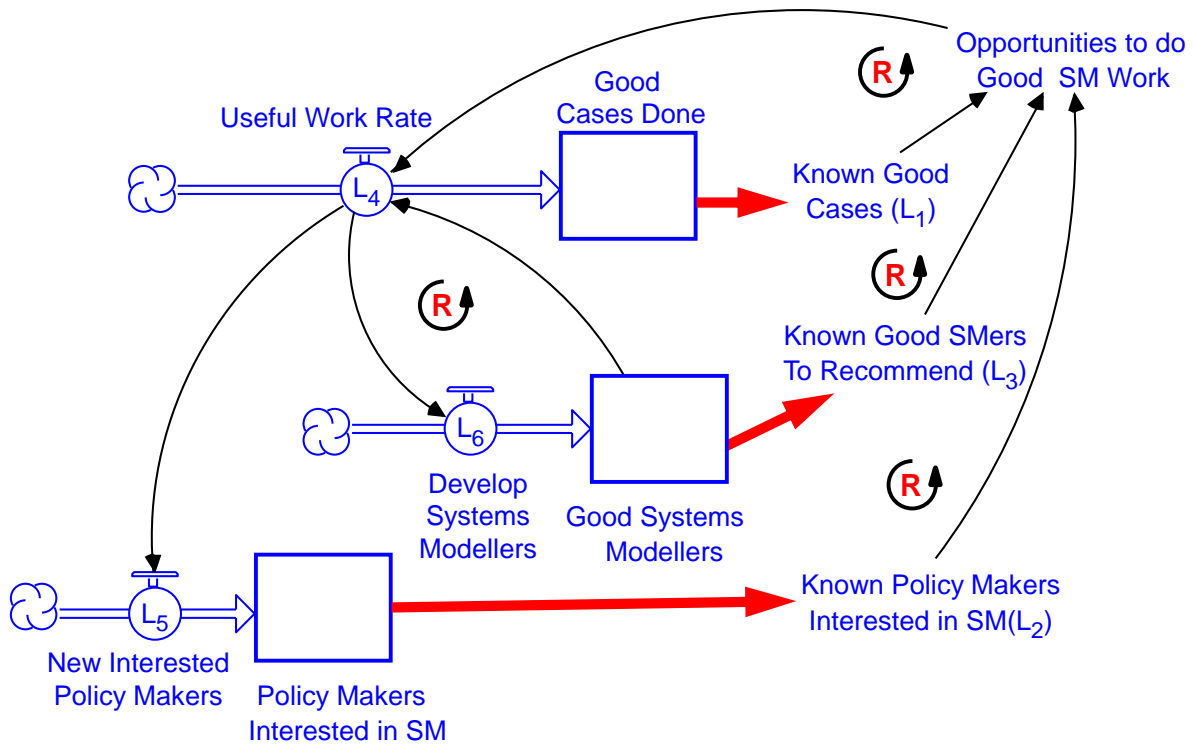 Opportunities to do
Good SM Work
R
Good
Cases Done
Useful Work Rate
L4
Known Good
Cases (L1)
R
R
Known Good SMers
To Recommend (L3)
L6
Develop
Systems
Modellers
Good Systems
Modellers
R
Known Policy Makers
Interested in SM(L2)
L5
New Interested
Policy Makers
Policy Makers
Interested in SM